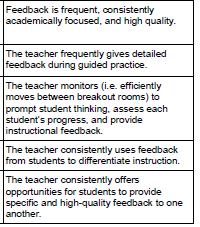 Feedback is frequent, consistently
academically focused, and high quality.
The teacher frequently gives detailed
feedback during guided practice.
The teacher monitors (i.e. efficiently
moves between breakout rooms) to
prompt student thinking, assess each
student's progress, and provide
instructional feedback.
The teacher consistently uses feedback
from students to differentiate instruction.
The teacher consistently offers
opportunities for students to provide
specific and high-quality feedback to one
another.